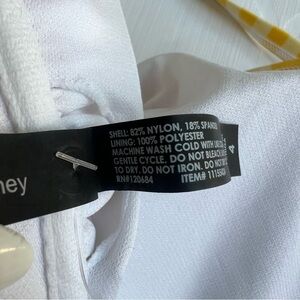 SHELL: 82% NYLON, 18% SPANDEX
LINING: 100% POLYESTER
MACHINE WASH COLD WITH
GENTLE CYCLE. DO NOT BLEACH
TO DRY. DO NOT IRON. DO NOT
RN#120684
ITEM#
4
ney